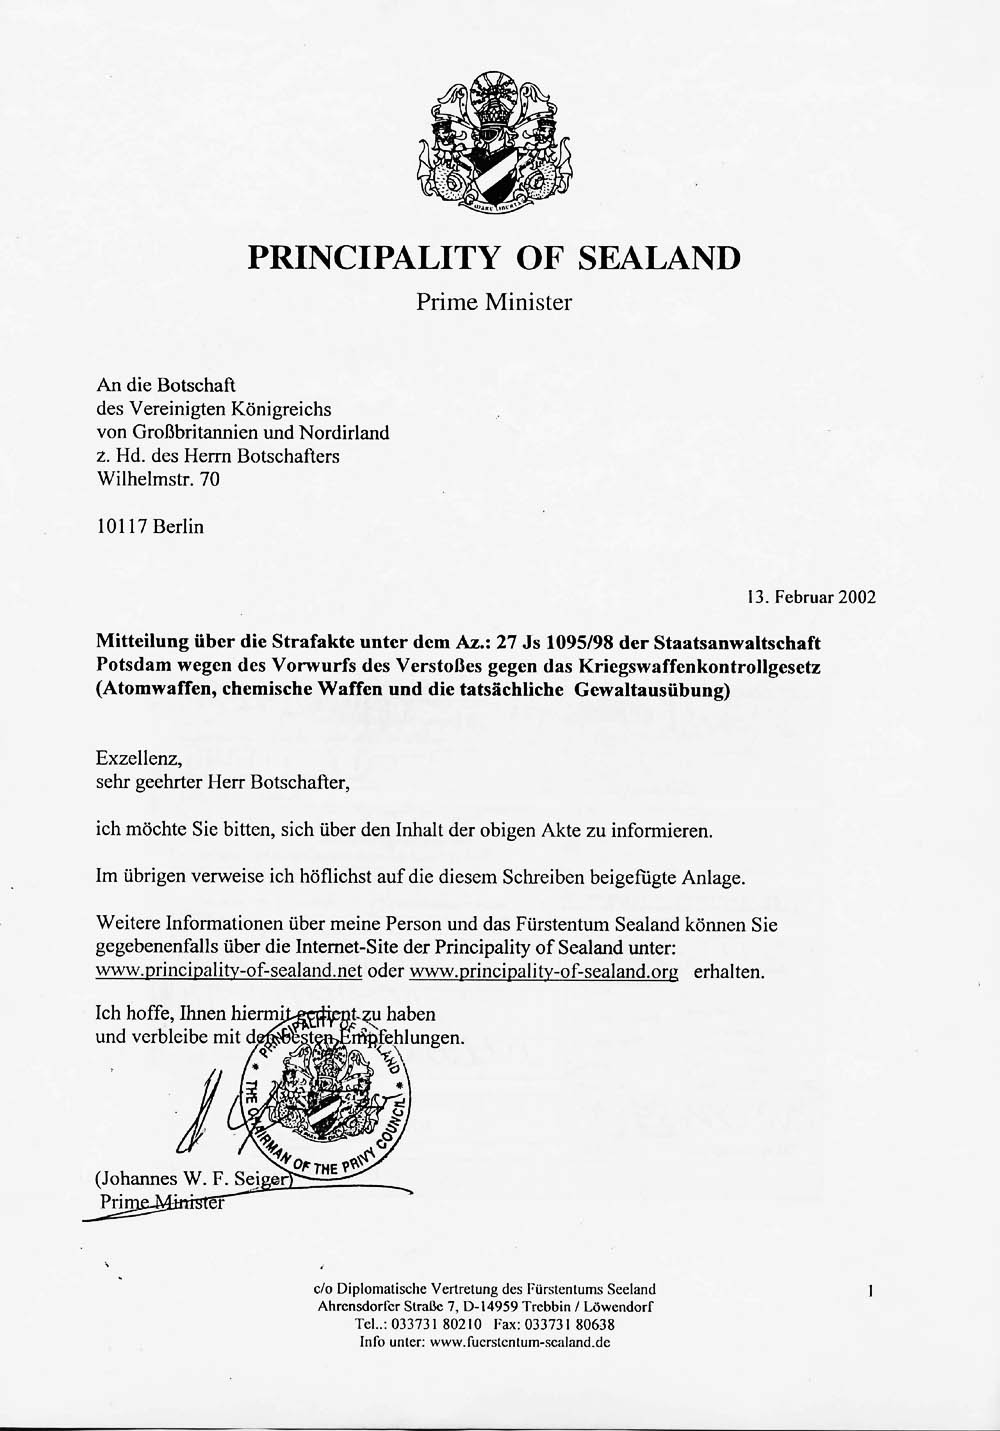 PRINCIPALITY OF SEALAND
Prime Minister
An die Botschaft
des Vereinigten Königreichs
von Großbritannien und Nordirland
z. Hd. des Herrn Botschafters
Wilhelmstr. 70
10117 Berlin
13. Februar 2002
Mitteilung über die Strafakte unter dem Az.: 27 Js 1095/98 der Staatsanwaltschaft
Potsdam wegen des Vorwurfs des Verstoßes gegen das Kriegswaffenkontrollgesetz
(Atomwaffen, chemische Waffen und die tatsächliche Gewaltausübung)
Exzellenz,
sehr geehrter Herr Botschafter,
ich möchte Sie bitten, sich über den Inhalt der obigen Akte zu informieren.
Im übrigen verweise ich höflichst auf die diesem Schreiben beigefügte Anlage.
Weitere Informationen über meine Person und das Fürstentum Sealand können Sie
gegebenenfalls über die Internet-Site der Principality of Sealand unter:
www.principality-of-sealand.net oder www.principality-of-sealand.org erhalten.
Ich hoffe, Ihnen hiermit gedient zu haben
und verbleibe mit den besten Empfehlungen.
* PRINCIPALITY OF SEALAND *
THE CHAIRMAN OF THE PRIVY COUNCIL
(Johannes W. F. Seiger)
Prime Minister
c/o Diplomatische Vertretung des Fürstentums Seeland
Ahrensdorfer Straße 7, D-14959 Trebbin / Löwendorf
Tel..: 033731 80210 Fax: 033731 80638
Info unter: www.fuerstentum-sealand.de
1